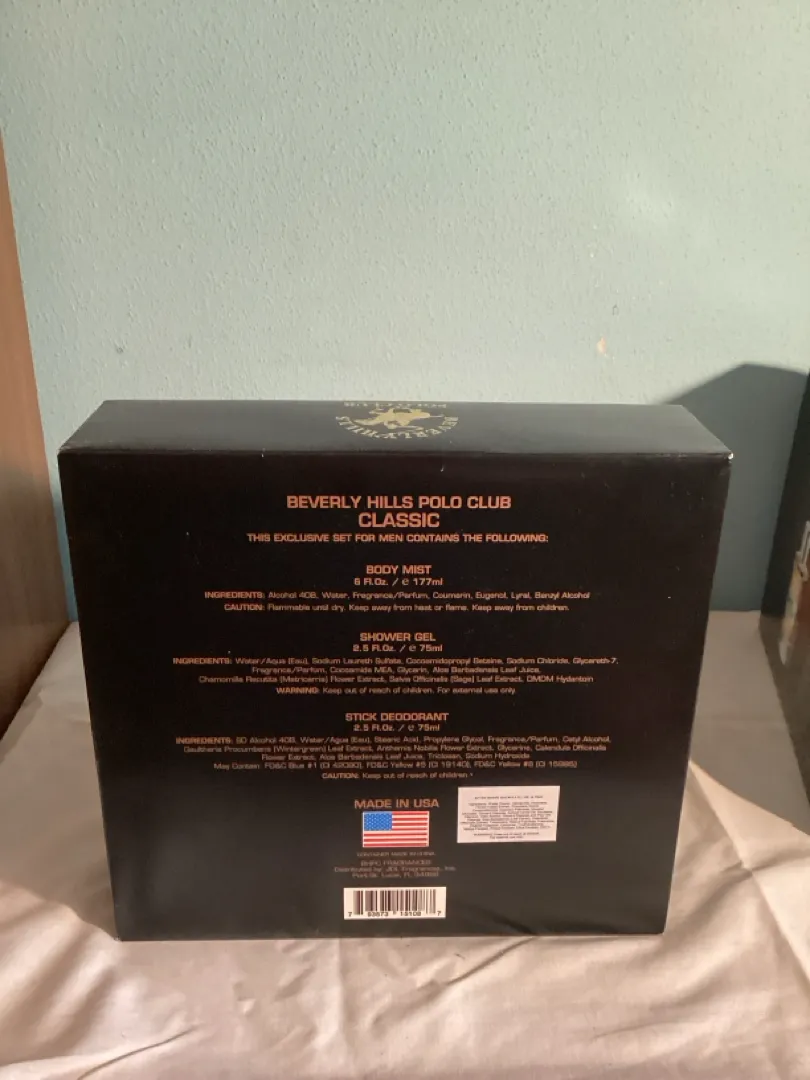 BEVERLY HILLS
POLO CLUB
BEVERLY HILLS POLO CLUB
CLASSIC
THIS EXCLUSIVE SET FOR MEN CONTAINS THE FOLLOWING:
BODY MIST
6 Fl.Oz. / e 177ml
INGREDIENTS: Alcohol 40B, Water, Fragrance/Parfum, Coumarin, Eugenol, Lyral, Benzyl Alcohol
CAUTION: Flammable until dry. Keep away from heat or flame. Keep away from children.
SHOWER GEL
2.5 Fl.Oz. / e 75ml
INGREDIENTS: Water/Aqua (Eau), Sodium Laureth Sulfate, Cocoamidopropyl Betaine, Sodium Chloride, Glycereth-7,
Fragrance/Parfum, Cocoamide MEA, Glycerin, Aloe Barbadensis Leaf Juice,
Chamomilla Recutita (Matricaria) Flower Extract, Salvia Officinalis (Sage) Leaf Extract, DMDM Hydantoin
WARNING: Keep out of reach of children. For external use only.
STICK DEODORANT
2.5 Fl.Oz. / e 75ml
INGREDIENTS: SD Alcohol 40B, Water/Aqua (Eau), Stearic Acid, Propylene Glycol, Fragrance/Parfum, Cetyl Alcohol,
Gaultheria Procumbens (Wintergreen) Leaf Extract, Anthemis Nobilis Flower Extract, Glycerine, Calendula Officinalis
Flower Extract, Aloe Barbadensis Leaf Juice, Triclosan, Sodium Hydroxide
May Contain: FD&C Blue #1 (CI 42090), FD&C Yellow #5 (CI 19140), FD&C Yellow #6 (CI 15985)
CAUTION: Keep out of reach of children.
MADE IN USA
BHPC FRAGRANCES
Distributed by JDL Fragrances, Inc.
Port St. Lucie, FL 34986
7 93573 18108 7